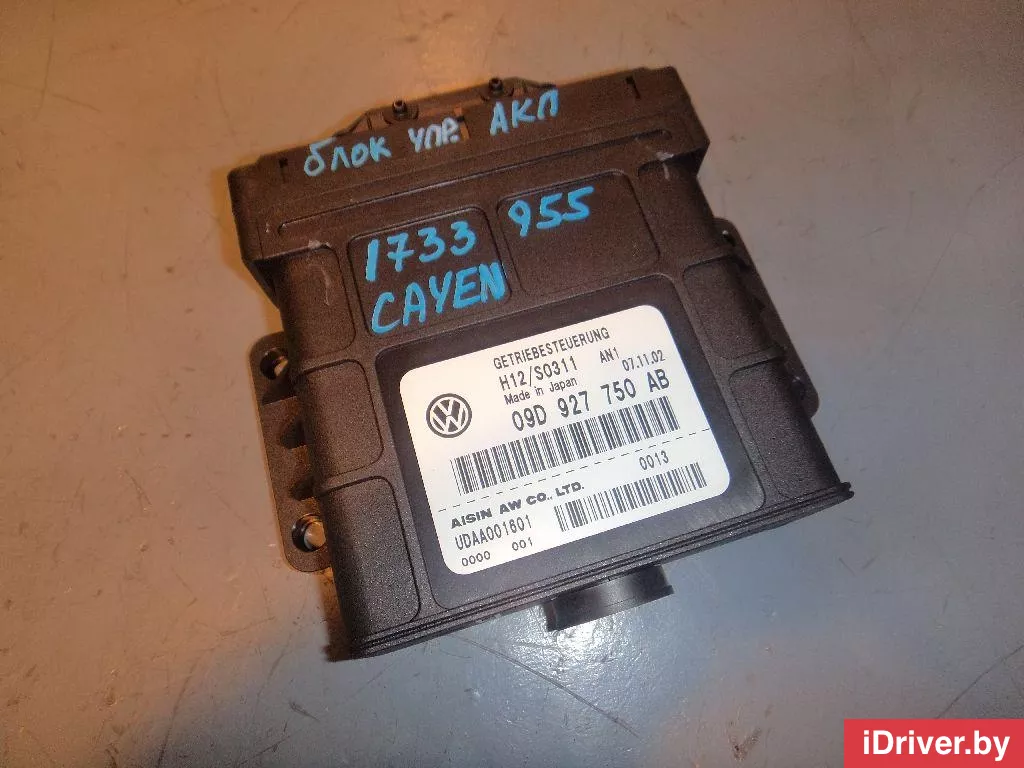 блок упр. АКП
1733 955
CAYEN
GETRIEBESTEUERUNG
H12/S0311 AN1 07.11.02
Made in Japan
09D 927 750 AB
0013
AISIN AW CO. LTD.
UDAA001601
0000 001
iDriver.by